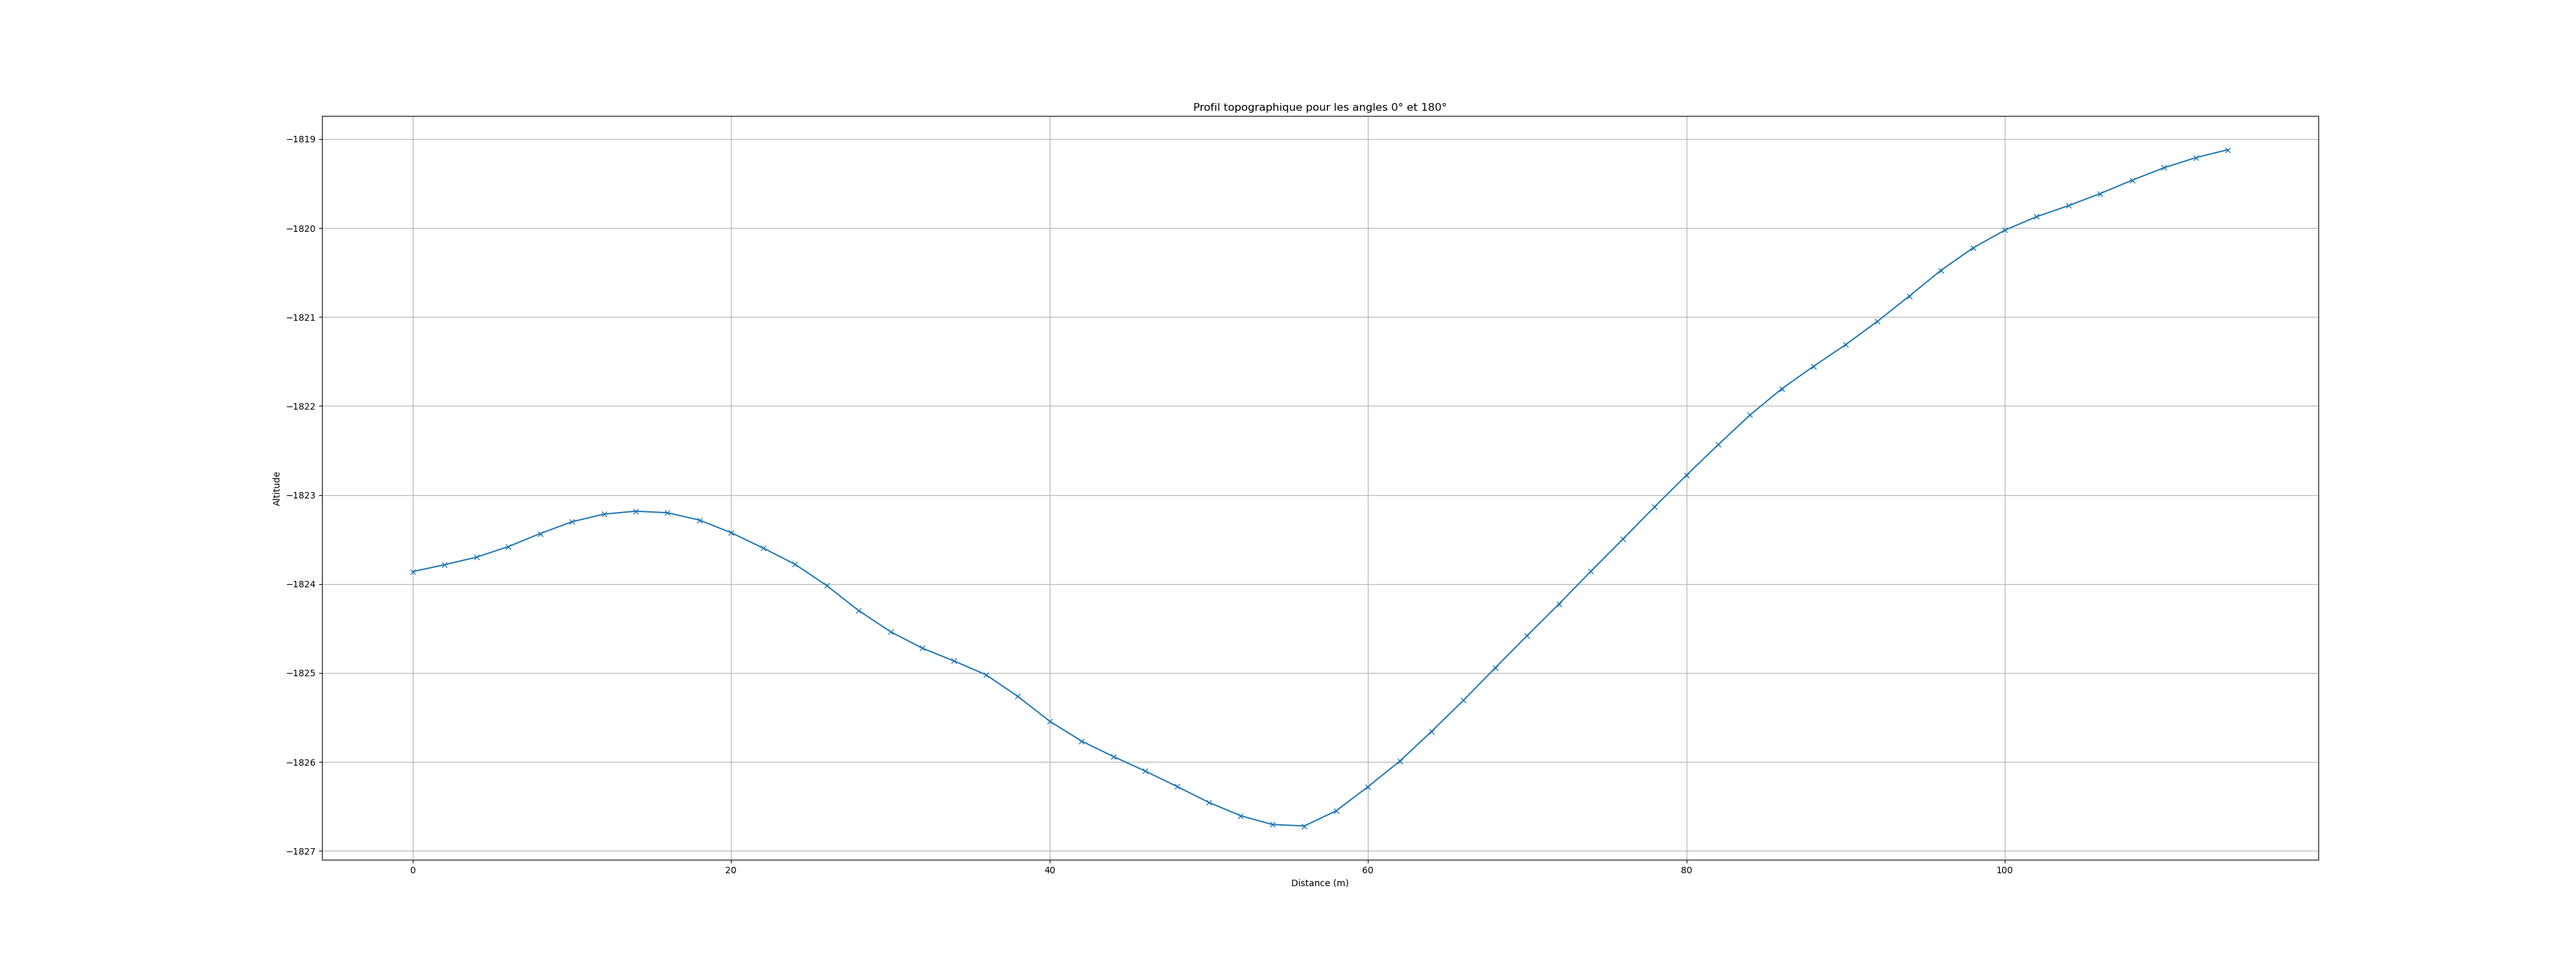 Profil topographique pour les angles 0° et 180°
−1819
−1820
−1821
−1822
−1823
−1824
−1825
−1826
−1827
Altitude
0 20 40 60 80 100
Distance (m)